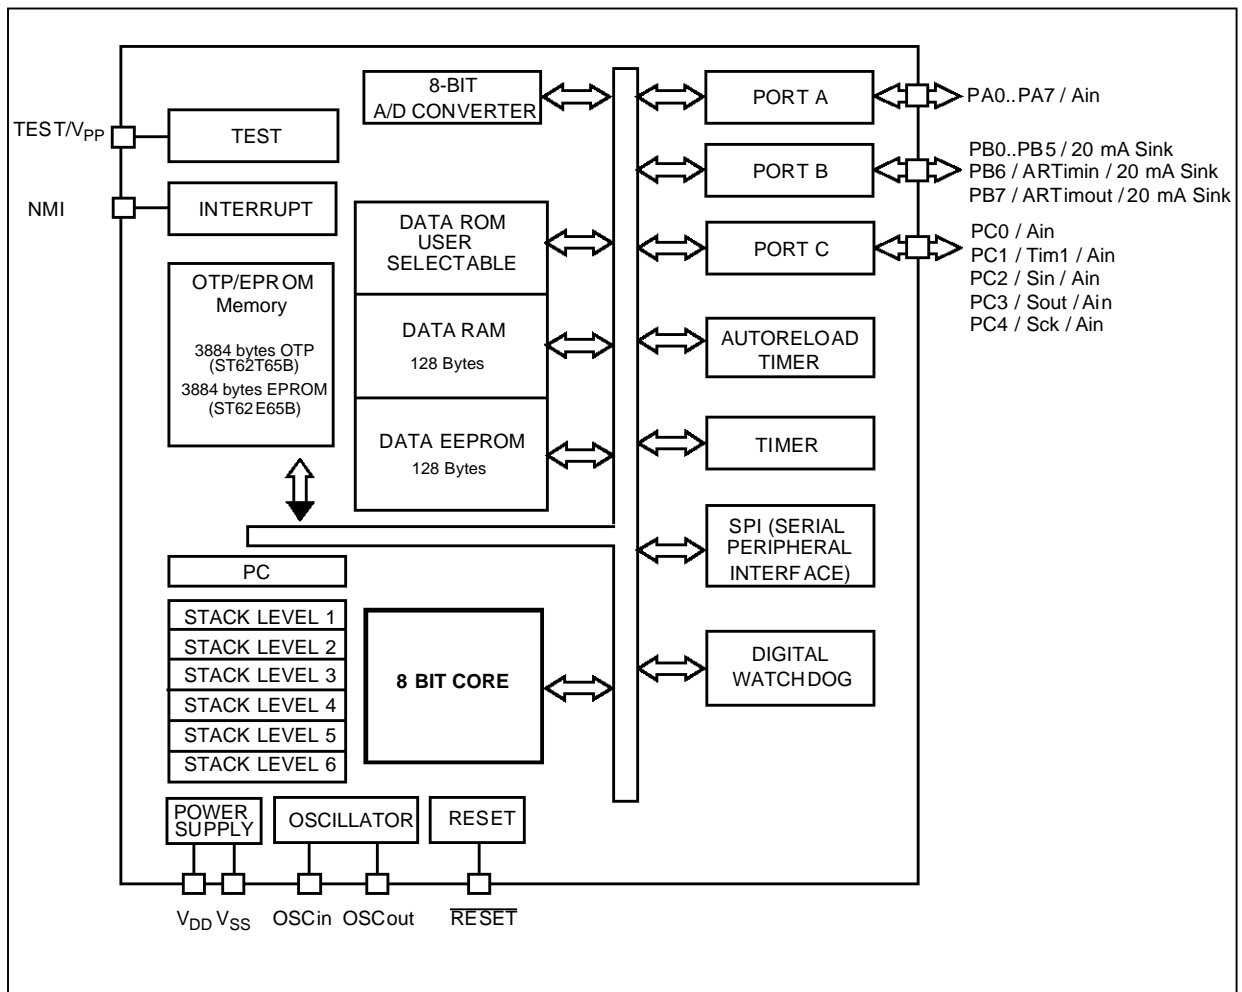 8-BIT
A/D CONVERTER
PORT A
PA0..PA7 / Ain
TEST/VPP
TEST
PORT B
PB0..PB5 / 20 mA Sink
PB6 / ARTimin / 20 mA Sink
PB7 / ARTimout / 20 mA Sink
NMI
INTERRUPT
DATA ROM
USER
SELECTABLE
PORT C
PC0 / Ain
PC1 / Tim1 / Ain
PC2 / Sin / Ain
PC3 / Sout / Ain
PC4 / Sck / Ain
OTP/EPROM
Memory
3884 bytes OTP
(ST62T65B)
3884 bytes EPROM
(ST62E65B)
DATA RAM
128 Bytes
AUTORELOAD
TIMER
DATA EEPROM
128 Bytes
TIMER
SPI (SERIAL
PERIPHERAL
INTERFACE)
PC
STACK LEVEL 1
STACK LEVEL 2
STACK LEVEL 3
STACK LEVEL 4
STACK LEVEL 5
STACK LEVEL 6
8 BIT CORE
DIGITAL
WATCHDOG
POWER
SUPPLY
OSCILLATOR
RESET
VDD VSS
OSCin OSCout
RESET